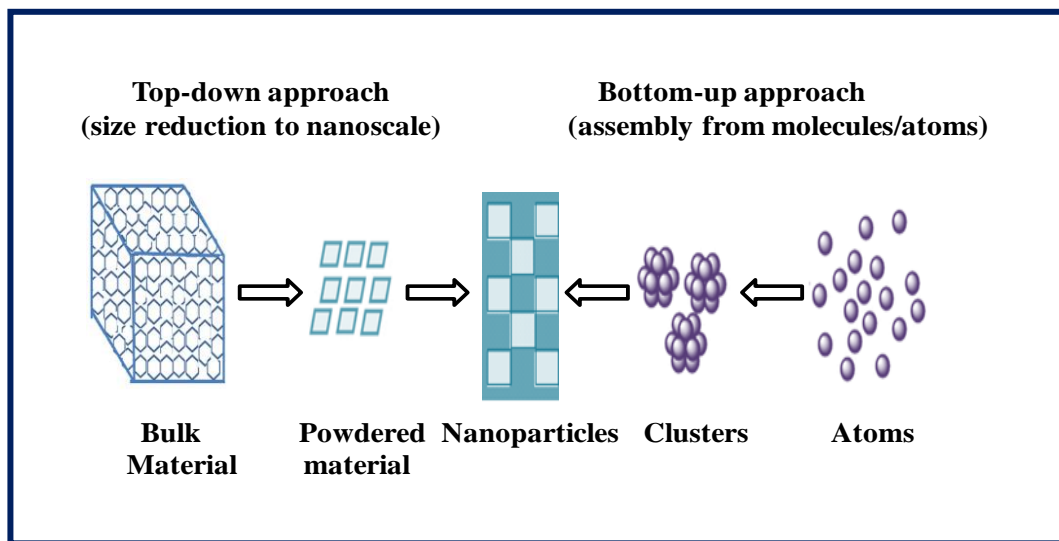 Top-down approach
(size reduction to nanoscale)
Bottom-up approach
(assembly from molecules/atoms)
Bulk
Material
Powdered
material
Nanoparticles
Clusters
Atoms